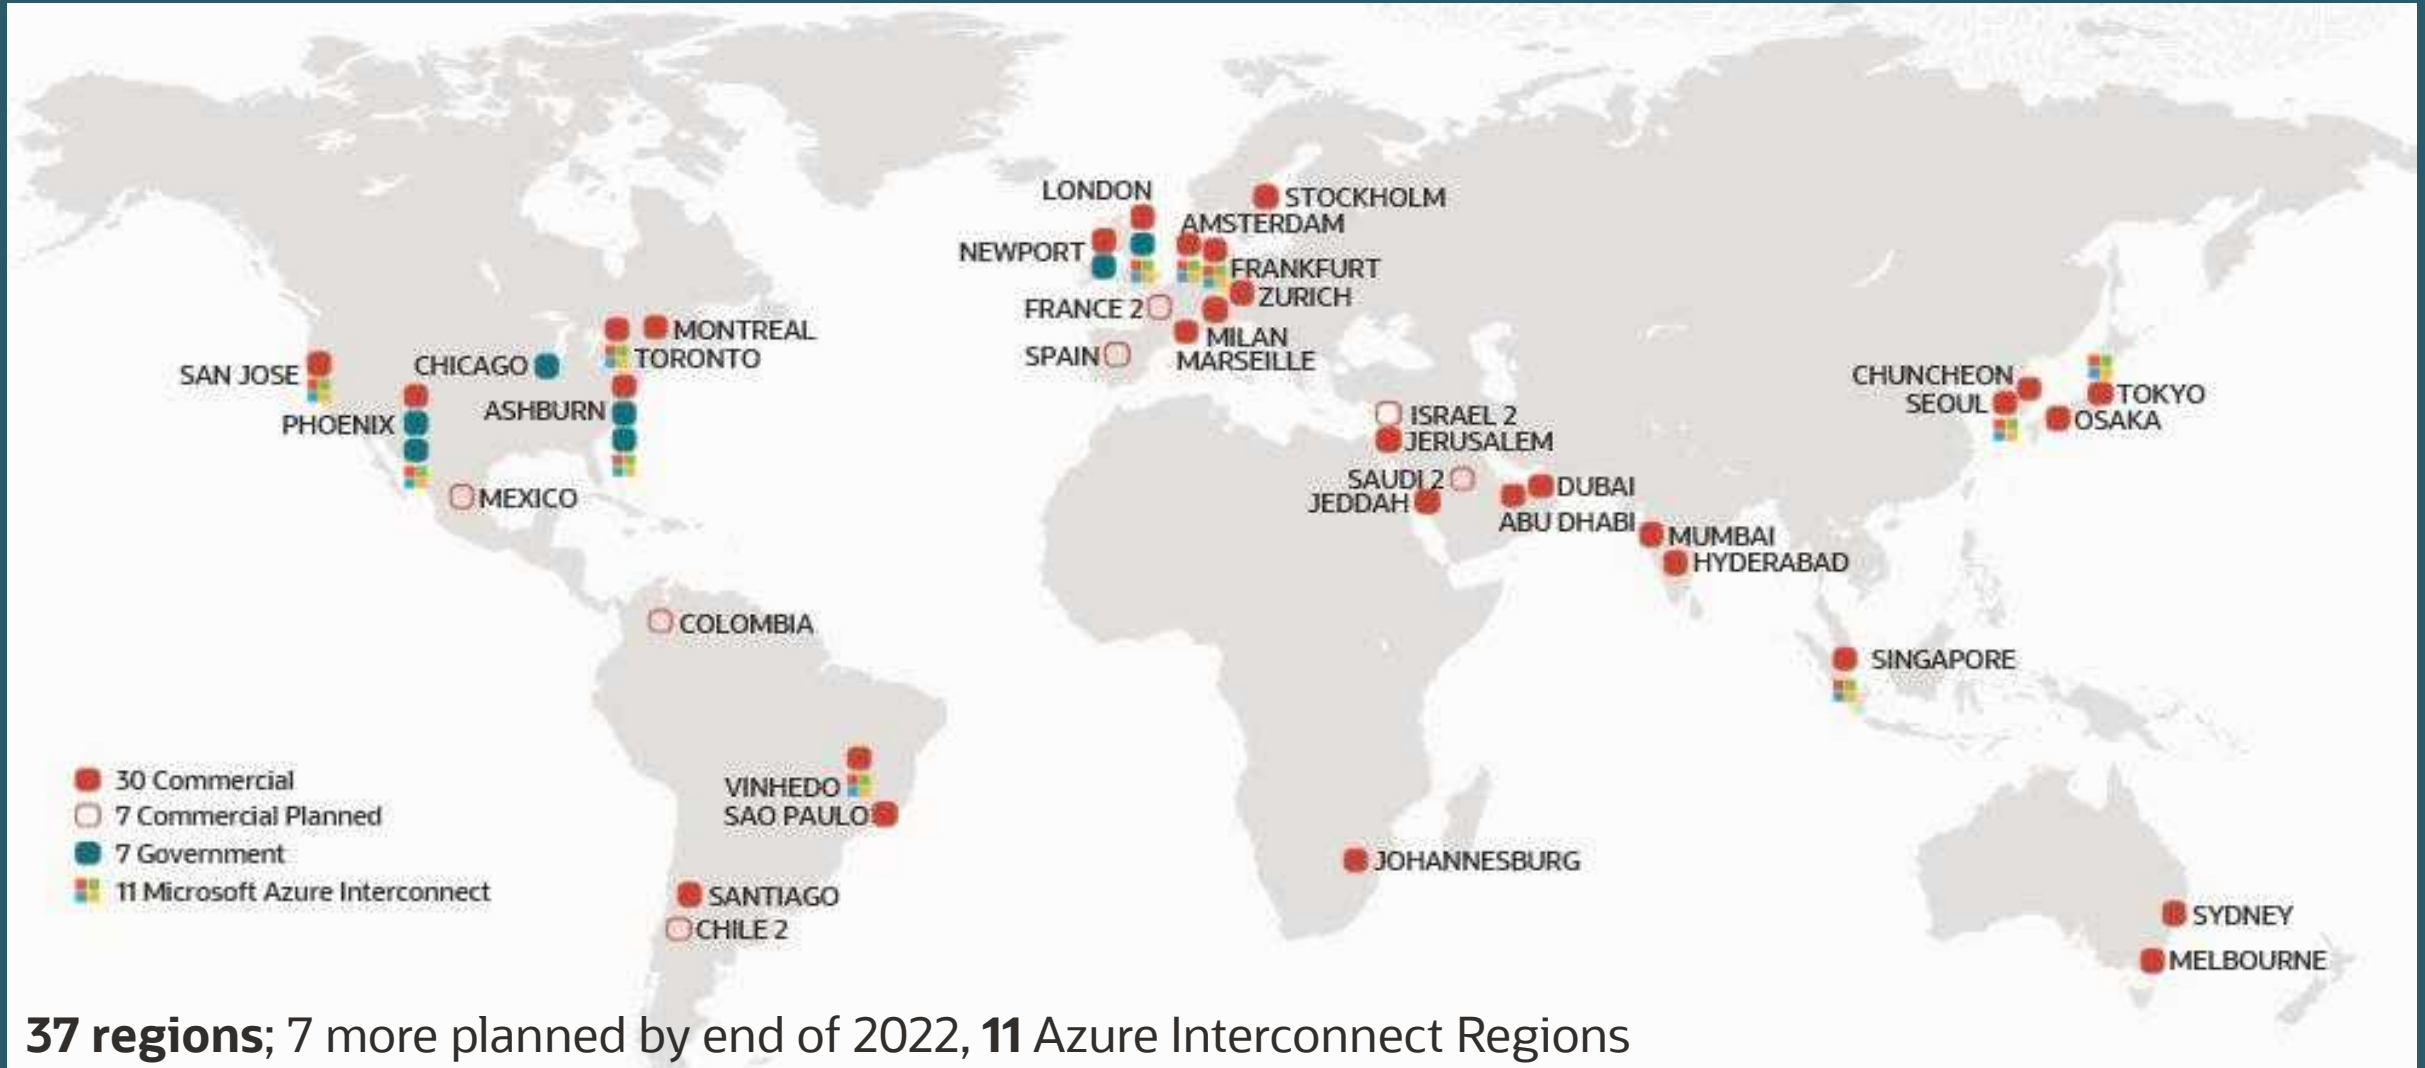 LONDON
STOCKHOLM
AMSTERDAM
NEWPORT
FRANKFURT
ZURICH
FRANCE 2
MILAN
SPAIN
MARSEILLE
MONTREAL
TORONTO
CHICAGO
SAN JOSE
ASHBURN
PHOENIX
MEXICO
ISRAEL 2
JERUSALEM
SAUDI 2
JEDDAH
DUBAI
ABU DHABI
MUMBAI
HYDERABAD
CHUNCHEON
SEOUL
TOKYO
OSAKA
COLOMBIA
SINGAPORE
VINHEDO
SAO PAULO
JOHANNESBURG
SANTIAGO
CHILE 2
SYDNEY
MELBOURNE
30 Commercial
7 Commercial Planned
7 Government
11 Microsoft Azure Interconnect
37 regions; 7 more planned by end of 2022, 11 Azure Interconnect Regions